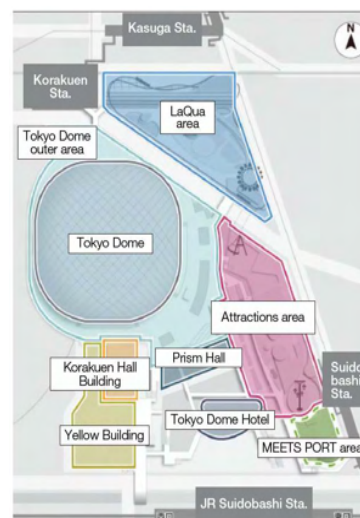 Kasuga Sta.
N
Korakuen
Sta.
LaQua
area
Tokyo Dome
outer area
Tokyo Dome
Attractions area
Prism Hall
Korakuen Hall
Building
Suido
bashi
Sta.
Tokyo Dome Hotel
Yellow Building
MEETS PORT area
JR Suidobashi Sta.